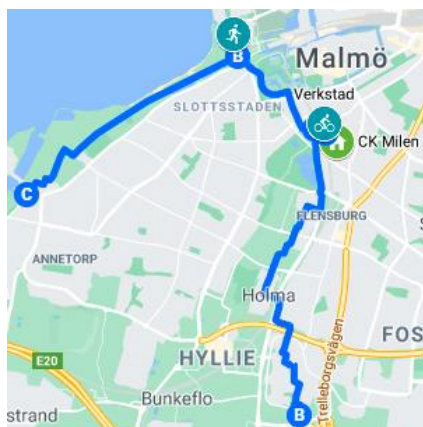 B
Malmö
Verkstad
SLOTTSSTADEN
CK Milen
C
FLENSBURG
ANNETORP
Holma
Trelleborgsvägen
FOS
E20
HYLLIE
Bunkeflo
strand
B